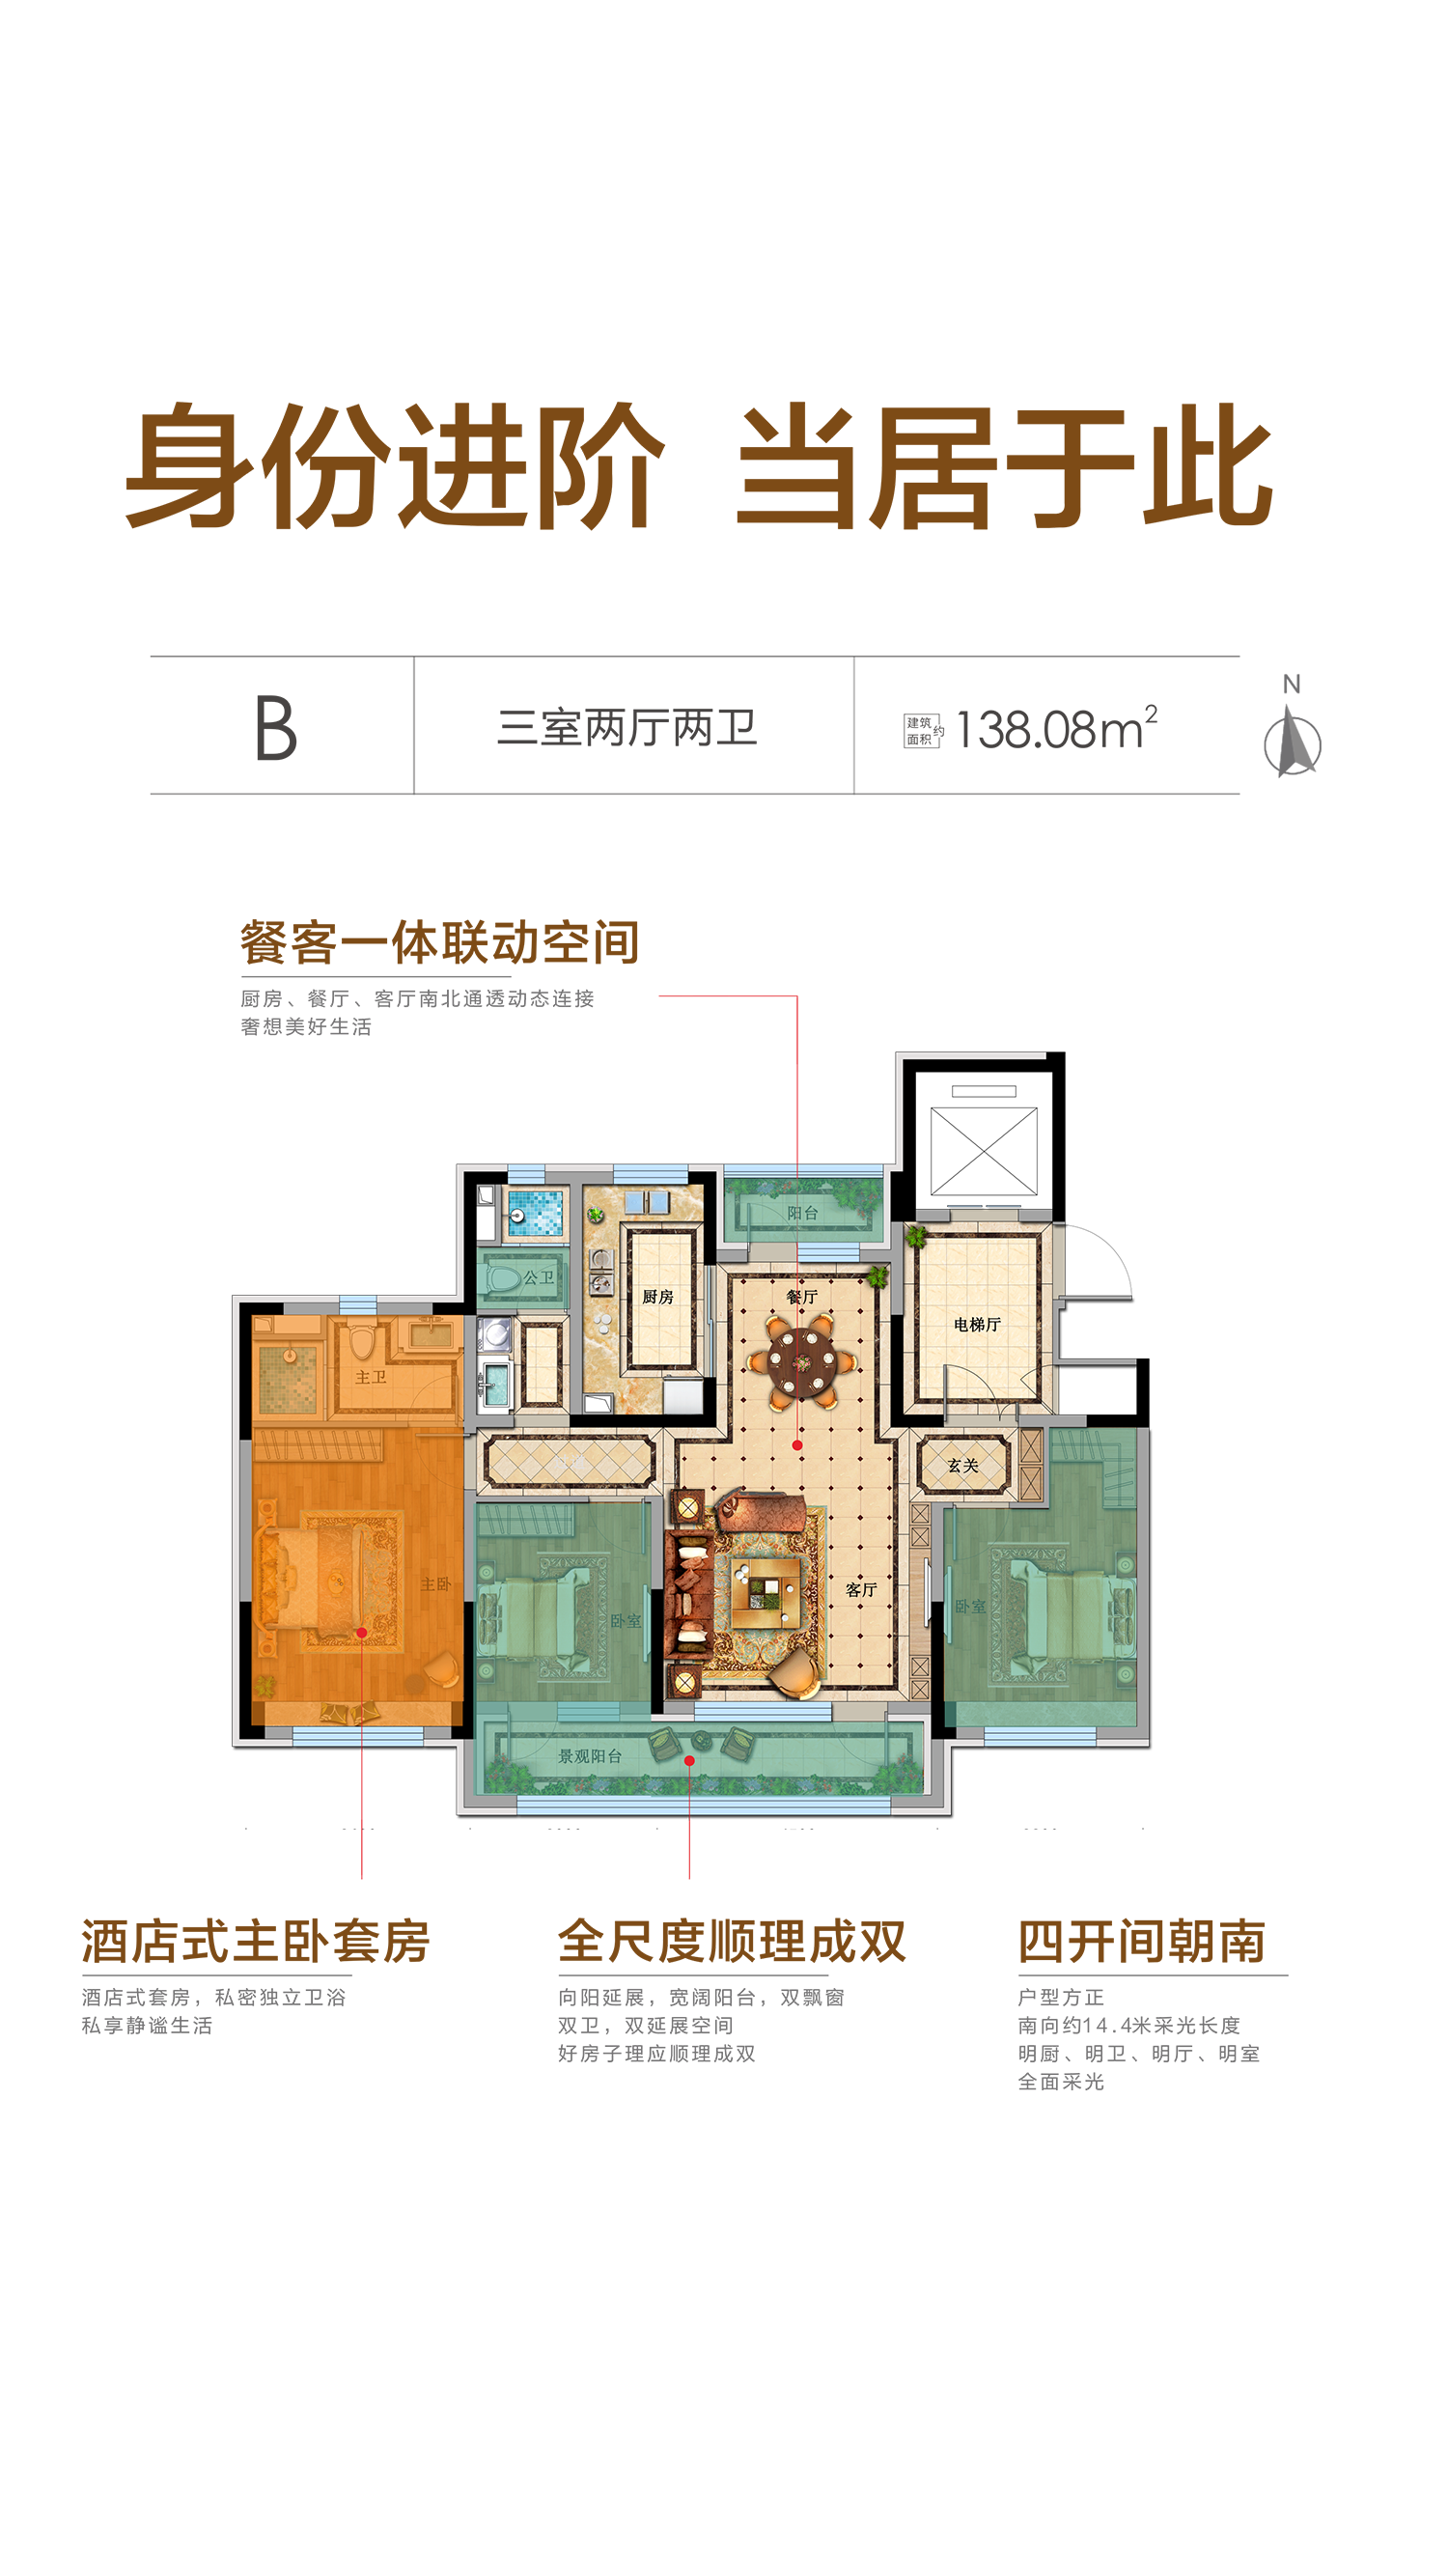 身份进阶 当居于此
B
三室两厅两卫
建筑面积约 138.08m²
N
餐客一体联动空间
厨房、餐厅、客厅南北通透动态连接
奢想美好生活
阳台
公卫
厨房
餐厅
电梯厅
主卫
玄关
主卧
客厅
卧室
卧室
景观阳台
酒店式主卧套房
酒店式套房，私密独立卫浴
私享静谧生活
全尺度顺理成双
向阳延展，宽阔阳台，双飘窗
双卫，双延展空间
好房子理应顺理成双
四开间朝南
户型方正
南向约14.4米采光长度
明厨、明卫、明厅、明室
全面采光